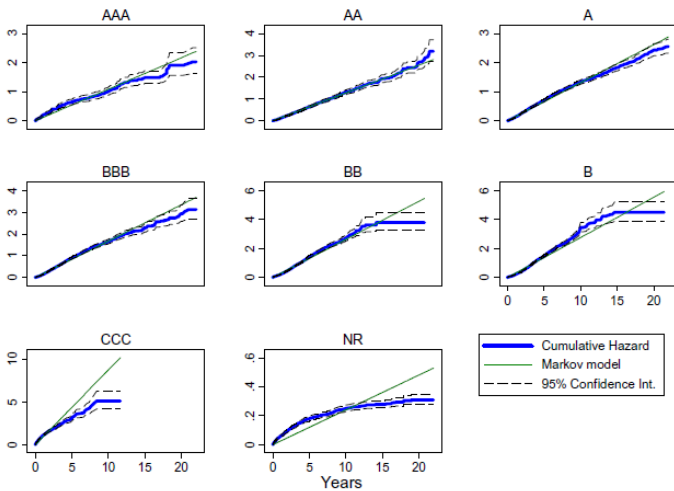 AAA
AA
A
0 1 2 3
0 1 2 3 4
0 1 2 3
BBB
BB
B
0 1 2 3 4
0 2 4 6
0 2 4 6
0 5 10 15 20
CCC
NR
0 5 10
0 .2 .4 .6
0 5 10 15 20
0 5 10 15 20
Years
Cumulative Hazard
Markov model
95% Confidence Int.